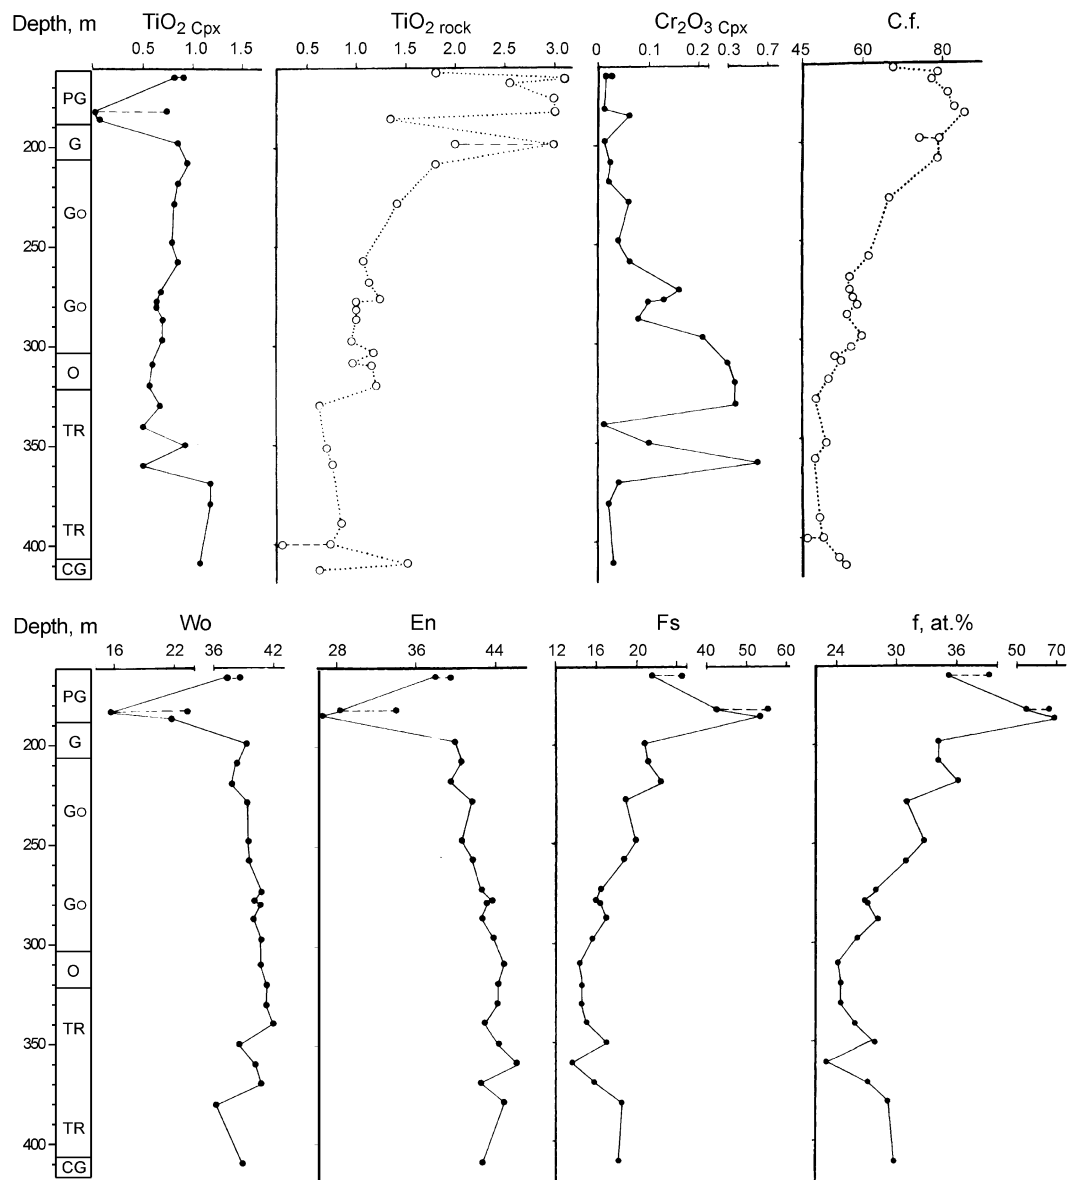 Depth, m TiO2 Cpx TiO2 rock Cr2O3 Cpx C.f.
0.5 1.0 1.5 0.5 1.0 1.5 2.0 2.5 3.0 0 0.1 0.2 0.3 0.7 45 60 80
PG
G
200
Go
250
Go
300
O
TR
350
TR
400
CG
Depth, m Wo En Fs f, at.%
16 22 36 42 28 36 44 12 16 20 40 50 60 24 30 36 50 70
PG
G
200
Go
250
Go
300
O
TR
350
TR
400
CG